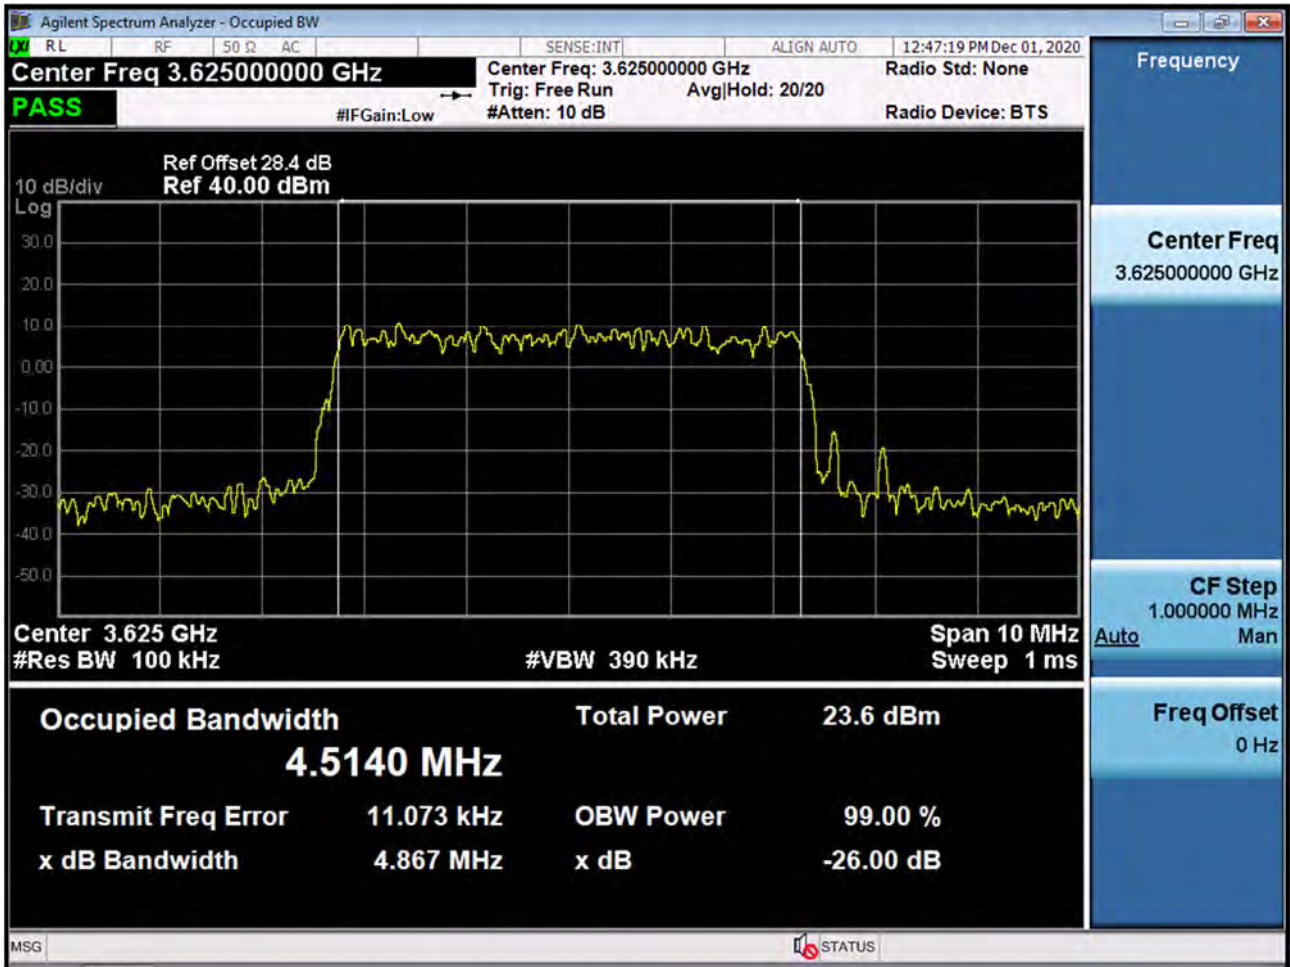 Agilent Spectrum Analyzer - Occupied BW
LXI RL RF 50 Ω AC SENSE:INT ALIGN AUTO 12:47:19 PM Dec 01, 2020
Center Freq 3.625000000 GHz
Center Freq: 3.625000000 GHz
Radio Std: None
Trig: Free Run Avg|Hold: 20/20
PASS
#IFGain:Low
#Atten: 10 dB
Radio Device: BTS
Ref Offset 28.4 dB
10 dB/div Ref 40.00 dBm
Log
30.0
20.0
10.0
0.00
-10.0
-20.0
-30.0
-40.0
-50.0
Center 3.625 GHz Span 10 MHz
#Res BW 100 kHz #VBW 390 kHz Sweep 1 ms
Occupied Bandwidth Total Power 23.6 dBm
4.5140 MHz
Transmit Freq Error 11.073 kHz OBW Power 99.00 %
x dB Bandwidth 4.867 MHz x dB -26.00 dB
MSG STATUS
Frequency
Center Freq
3.625000000 GHz
CF Step
1.000000 MHz
Auto Man
Freq Offset
0 Hz